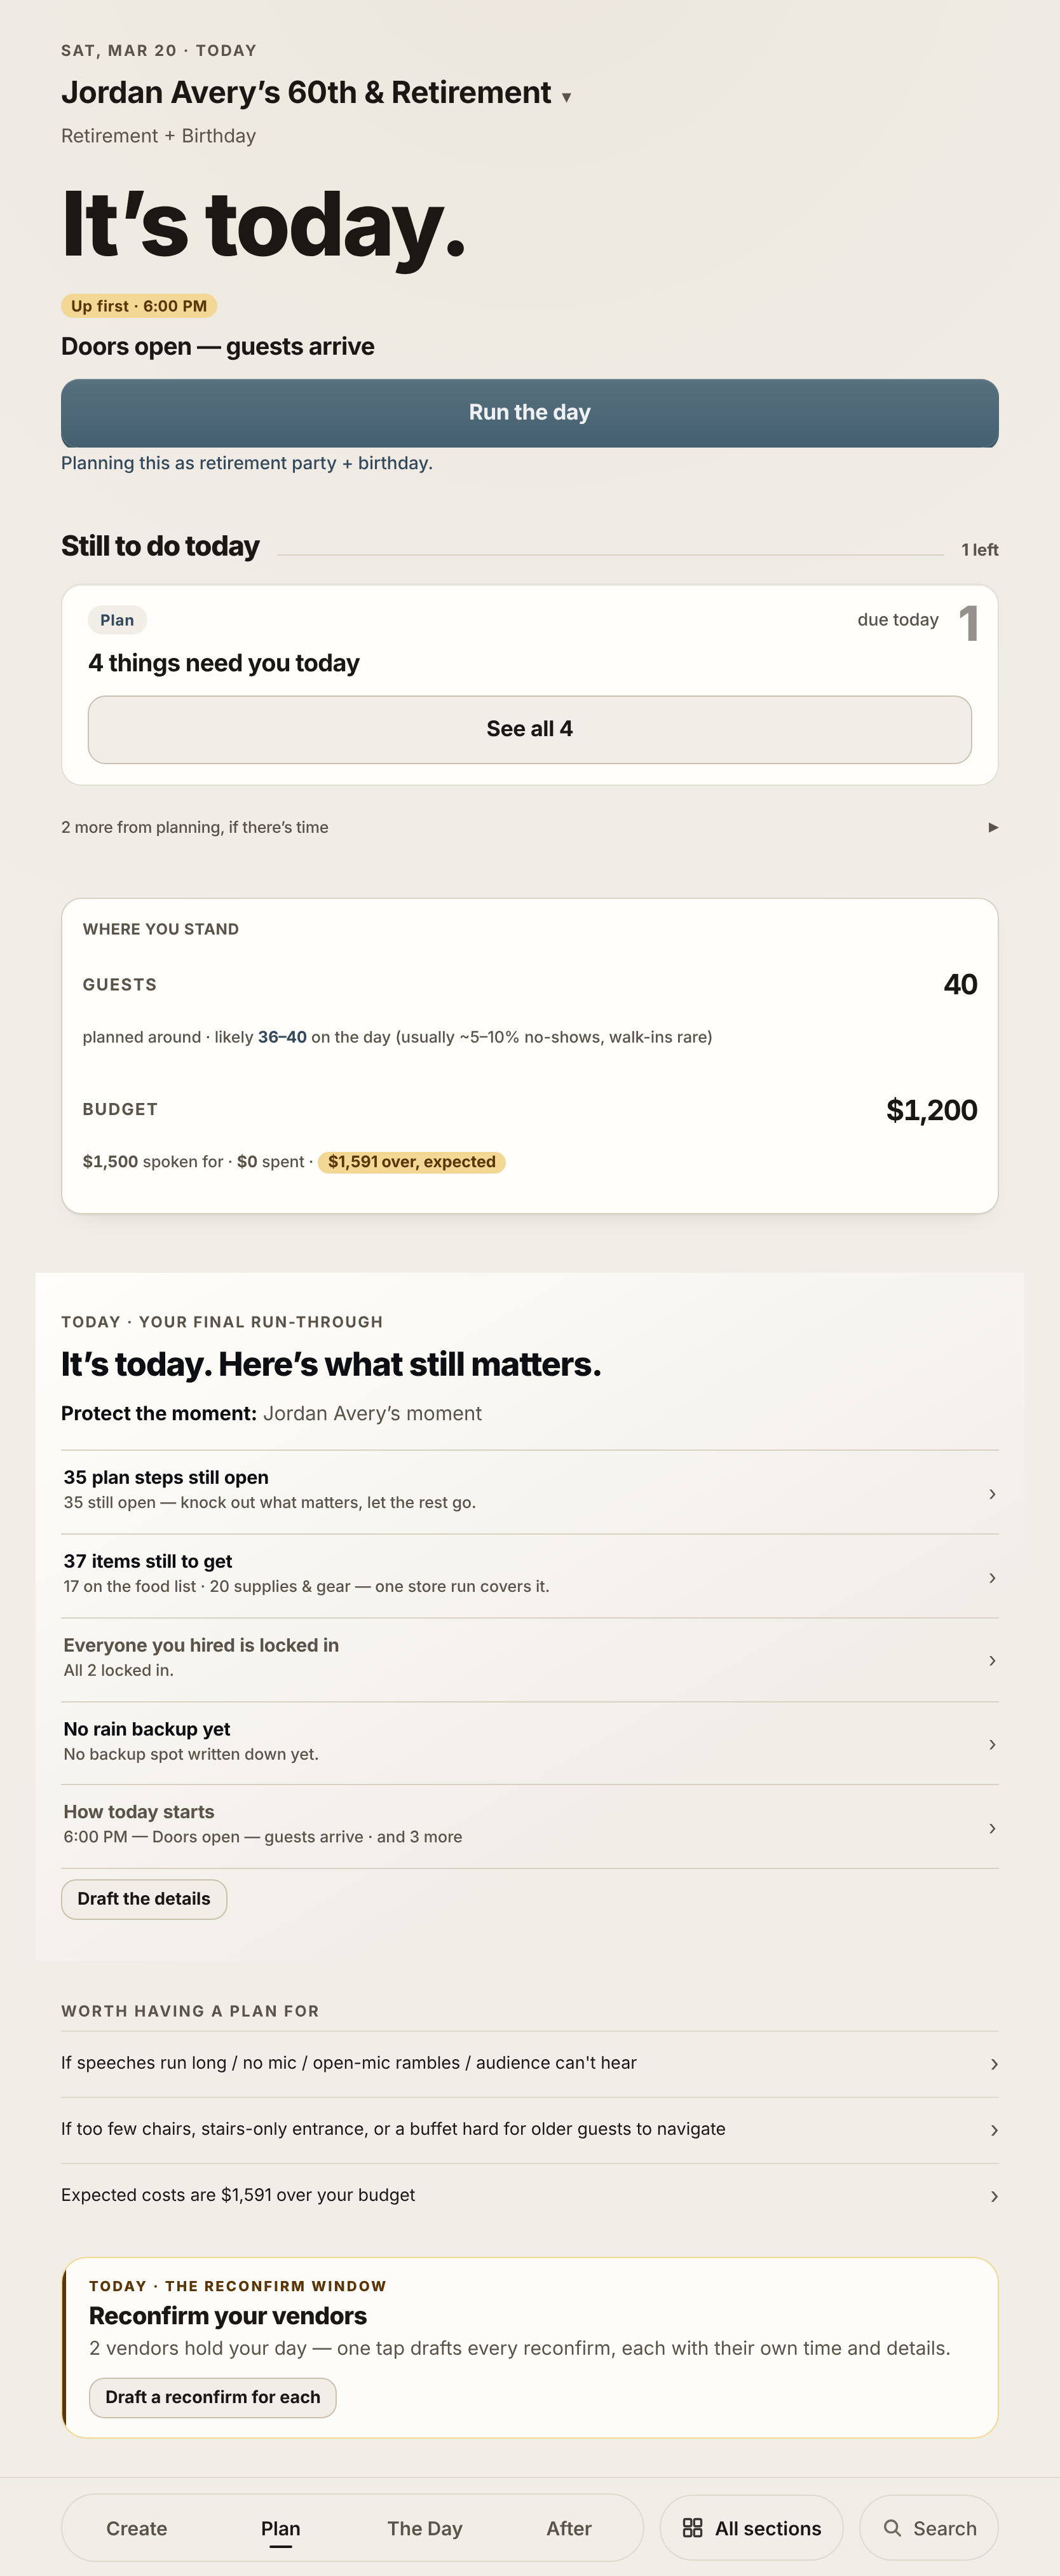 SAT, MAR 20 · TODAY
Jordan Avery’s 60th & Retirement ▾
Retirement + Birthday
It’s today.
Up first · 6:00 PM
Doors open — guests arrive
Run the day
Planning this as retirement party + birthday.
Still to do today
1 left
Plan
due today
1
4 things need you today
See all 4
2 more from planning, if there’s time
WHERE YOU STAND
GUESTS
40
planned around · likely 36–40 on the day (usually ~5–10% no-shows, walk-ins rare)
BUDGET
$1,200
$1,500 spoken for · $0 spent · $1,591 over, expected
TODAY · YOUR FINAL RUN-THROUGH
It’s today. Here’s what still matters.
Protect the moment: Jordan Avery’s moment
35 plan steps still open
35 still open — knock out what matters, let the rest go.
37 items still to get
17 on the food list · 20 supplies & gear — one store run covers it.
Everyone you hired is locked in
All 2 locked in.
No rain backup yet
No backup spot written down yet.
How today starts
6:00 PM — Doors open — guests arrive · and 3 more
Draft the details
WORTH HAVING A PLAN FOR
If speeches run long / no mic / open-mic rambles / audience can't hear
If too few chairs, stairs-only entrance, or a buffet hard for older guests to navigate
Expected costs are $1,591 over your budget
TODAY · THE RECONFIRM WINDOW
Reconfirm your vendors
2 vendors hold your day — one tap drafts every reconfirm, each with their own time and details.
Draft a reconfirm for each
Create
Plan
The Day
After
All sections
Search